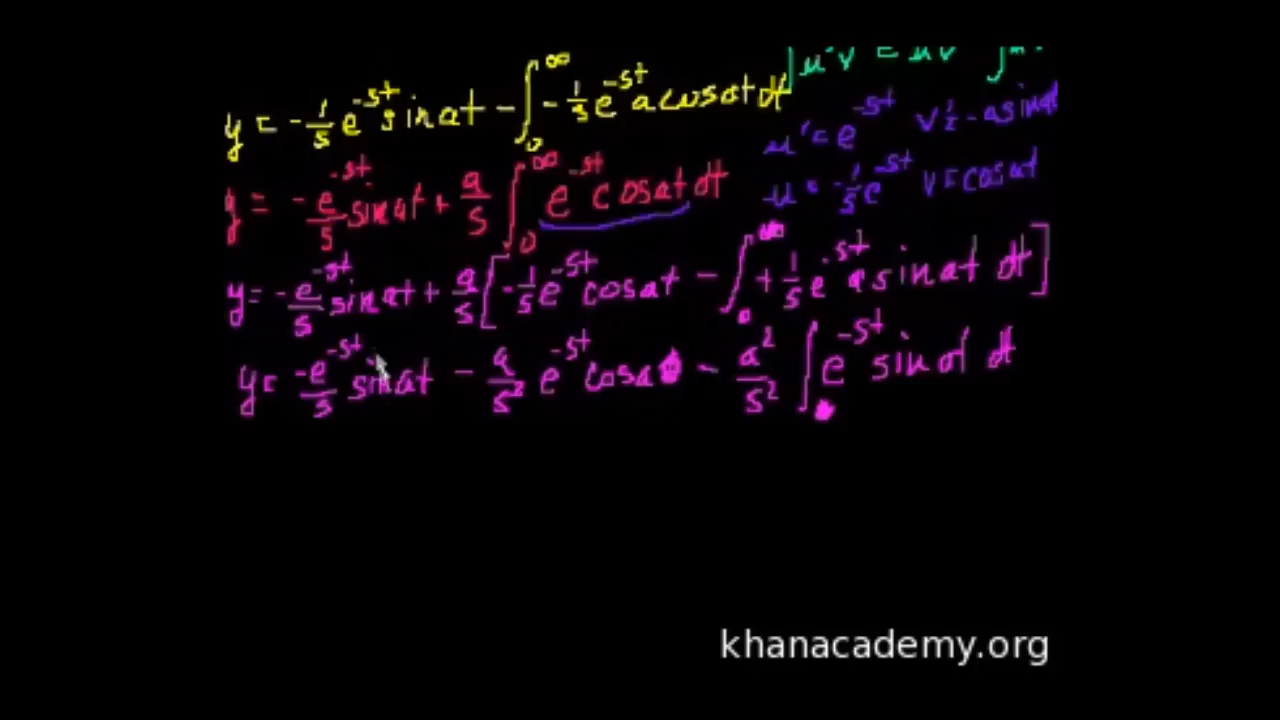 ∫u'v = uv ∫u
y = -1/s e^{-st} sin at - ∫_0^∞ -1/s e^{-st} a cos at dt
u' = e^{-st} v' = -a sin at
u = -1/s e^{-st} v = cos at
y = -e^{-st}/s sin at + a/s ∫_0^∞ e^{-st} cos at dt
y = -e^{-st}/s sin at + a/s [-1/s e^{-st} cos at - ∫_0^∞ + 1/s e^{-st} a sin at dt]
y = -e^{-st}/s sin at - a/s² e^{-st} cos a - a²/s² ∫ e^{-st} sin at dt
khanacademy.org